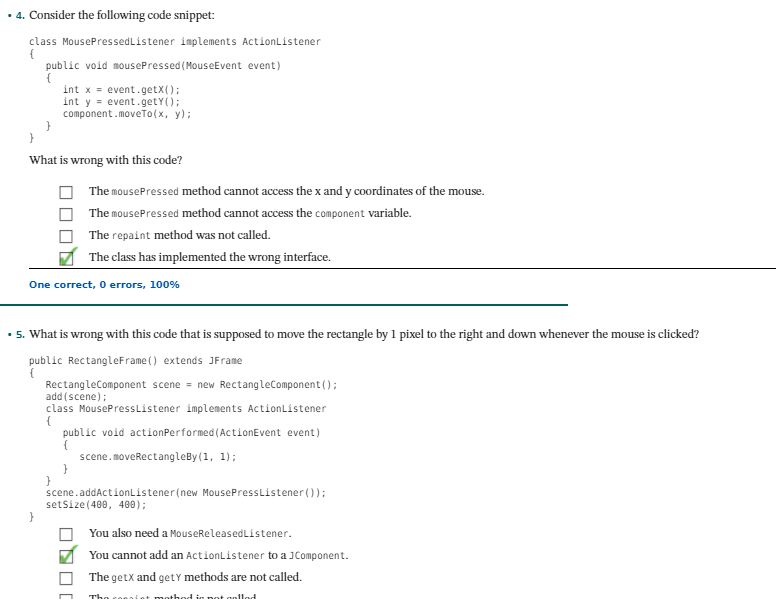 • 4. Consider the following code snippet:
class MousePressedListener implements ActionListener
{
public void mousePressed(MouseEvent event)
{
int x = event.getX();
int y = event.getY();
component.moveTo(x, y);
}
}
What is wrong with this code?
The mousePressed method cannot access the x and y coordinates of the mouse.
The mousePressed method cannot access the component variable.
The repaint method was not called.
The class has implemented the wrong interface.
One correct, 0 errors, 100%
• 5. What is wrong with this code that is supposed to move the rectangle by 1 pixel to the right and down whenever the mouse is clicked?
public RectangleFrame() extends JFrame
{
RectangleComponent scene = new RectangleComponent();
add(scene);
class MousePressListener implements ActionListener
{
public void actionPerformed(ActionEvent event)
{
scene.moveRectangleBy(1, 1);
}
}
scene.addActionListener(new MousePressListener());
setSize(400, 400);
}
You also need a MouseReleasedListener.
You cannot add an ActionListener to a JComponent.
The getX and getY methods are not called.
The repaint method is not called.